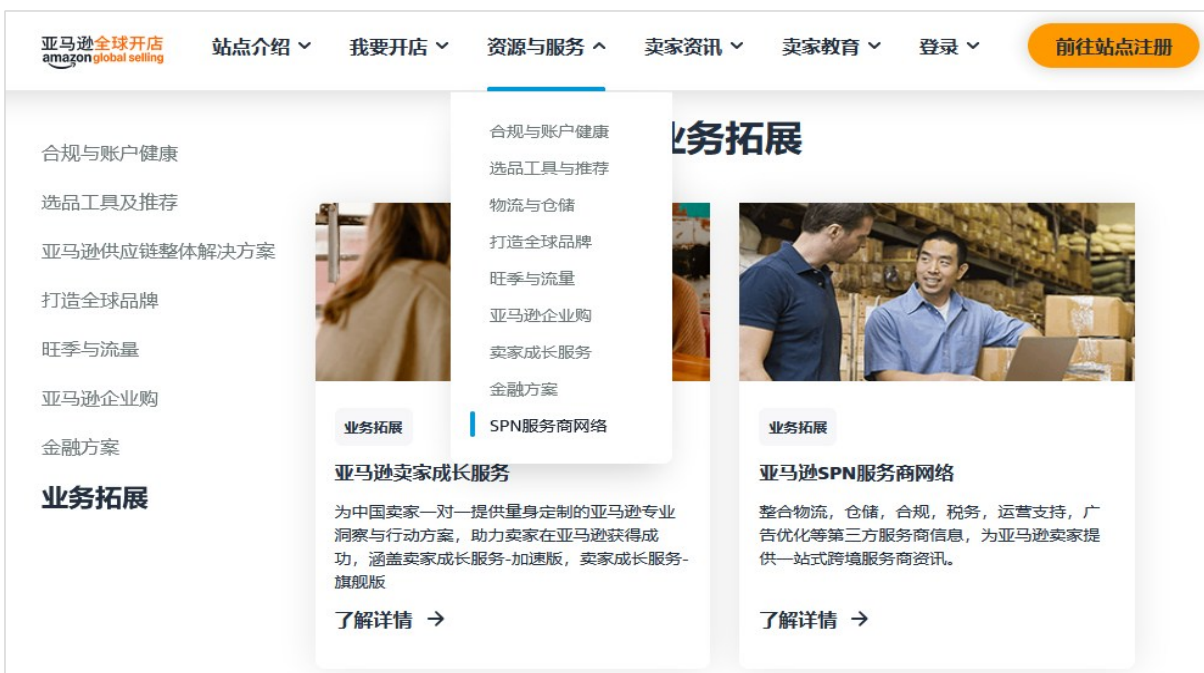 亚马逊全球开店
amazon global selling
站点介绍
我要开店
资源与服务
卖家资讯
卖家教育
登录
前往站点注册
合规与账户健康
选品工具及推荐
亚马逊供应链整体解决方案
打造全球品牌
旺季与流量
亚马逊企业购
金融方案
业务拓展
合规与账户健康
选品工具与推荐
物流与仓储
打造全球品牌
旺季与流量
亚马逊企业购
卖家成长服务
金融方案
SPN服务商网络
业务拓展
业务拓展
亚马逊卖家成长服务
为中国卖家一对一提供量身定制的亚马逊专业
洞察与行动方案，助力卖家在亚马逊获得成
功，涵盖卖家成长服务-加速版，卖家成长服务-
旗舰版
了解详情
业务拓展
亚马逊SPN服务商网络
整合物流，仓储，合规，税务，运营支持，广
告优化等第三方服务商信息，为亚马逊卖家提
供一站式跨境服务商资讯。
了解详情